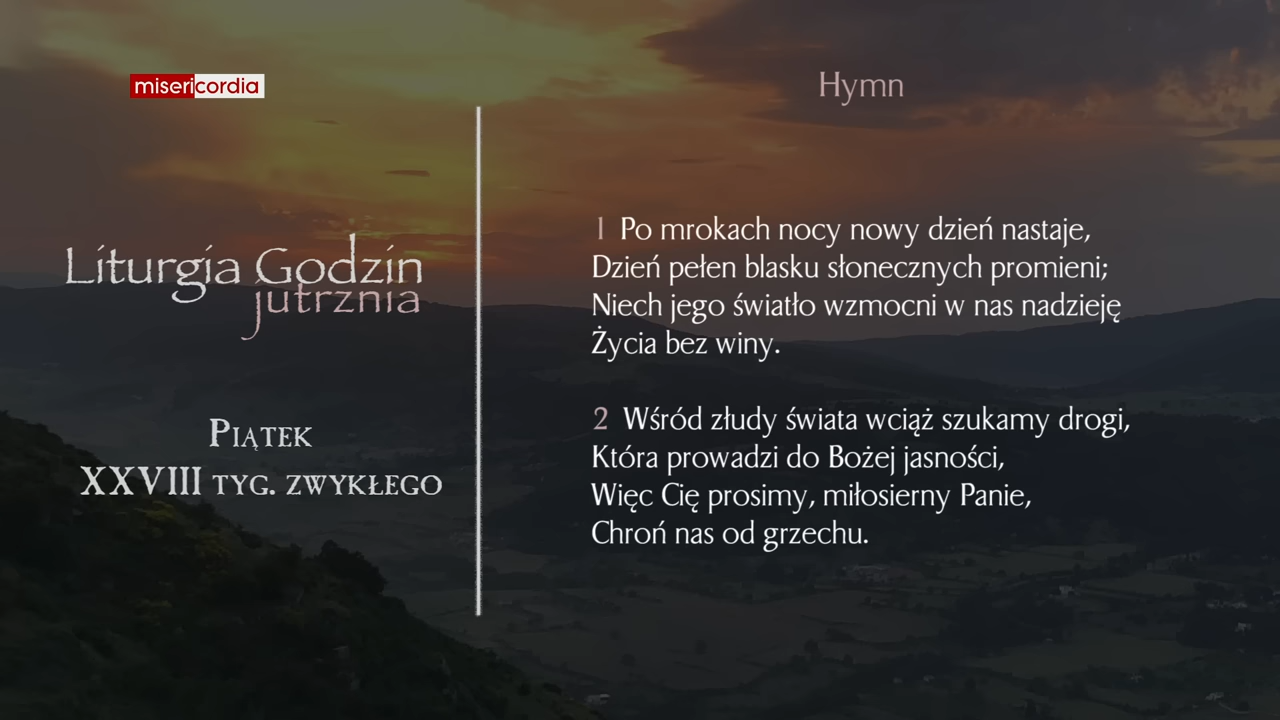 misericordia
Liturgia Godzin
jutrznia
Piątek
XXVIII tyg. zwykłego
Hymn
1 Po mrokach nocy nowy dzień nastaje,
Dzień pełen blasku słonecznych promieni;
Niech jego światło wzmocni w nas nadzieję
Życia bez winy.
2 Wśród złudy świata wciąż szukamy drogi,
Która prowadzi do Bożej jasności,
Więc Cię prosimy, miłosierny Panie,
Chroń nas od grzechu.